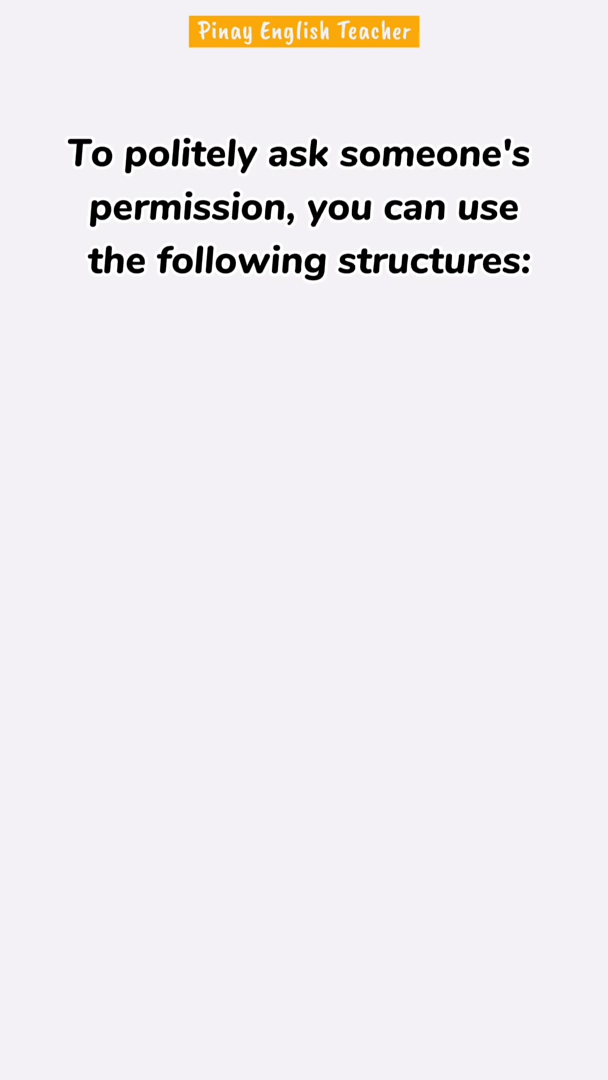 Pinay English Teacher
To politely ask someone's
permission, you can use
the following structures: